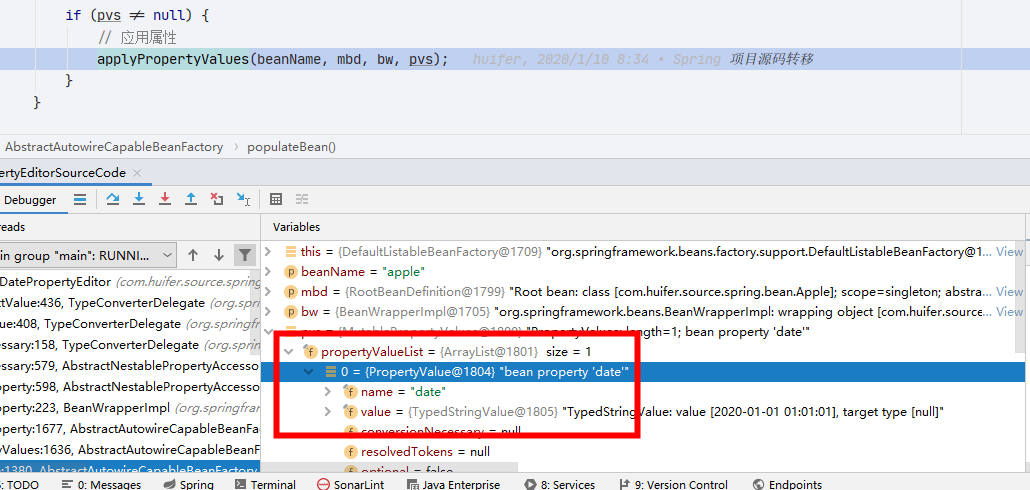 if (pvs ≠ null) {
// 应用属性
applyPropertyValues(beanName, mbd, bw, pvs); huifer, 2020/1/10 8:34 • Spring 项目源码转移
}
}
AbstractAutowireCapableBeanFactory › populateBean()
ertyEditorSourceCode ×
Debugger
reads
Variables
in group "main": RUNNI...
DatePropertyEditor (com.huifer.source.spring
rtValue:436, TypeConverterDelegate (org.sprin
ue:408, TypeConverterDelegate (org.springfra
essary:158, TypeConverterDelegate (org.sprin
essary:579, AbstractNestablePropertyAccesso
perty:598, AbstractNestablePropertyAccesso
perty:223, BeanWrapperImpl (org.springfram
operty:1677, AbstractAutowireCapableBeanFa
yValues:1636, AbstractAutowireCapableBeanF
:1380, AbstractAutowireCapableBeanFactory
this = {DefaultListableBeanFactory@1709} "org.springframework.beans.factory.support.DefaultListableBeanFactory@1... View
beanName = "apple"
mbd = {RootBeanDefinition@1799} "Root bean: class [com.huifer.source.spring.bean.Apple]; scope=singleton; abstra... View
bw = {BeanWrapperImpl@1705} "org.springframework.beans.BeanWrapperImpl: wrapping object [com.huifer.source... View
pvs = {MutablePropertyValues@1800} "PropertyValues: length=1; bean property 'date'"
propertyValueList = {ArrayList@1801} size = 1
0 = {PropertyValue@1804} "bean property 'date'"
name = "date"
value = {TypedStringValue@1805} "TypedStringValue: value [2020-01-01 01:01:01], target type [null]"
conversionNecessary = null
resolvedTokens = null
optional = false
: TODO 0: Messages Spring Terminal SonarLint Java Enterprise 8: Services 9: Version Control Endpoints